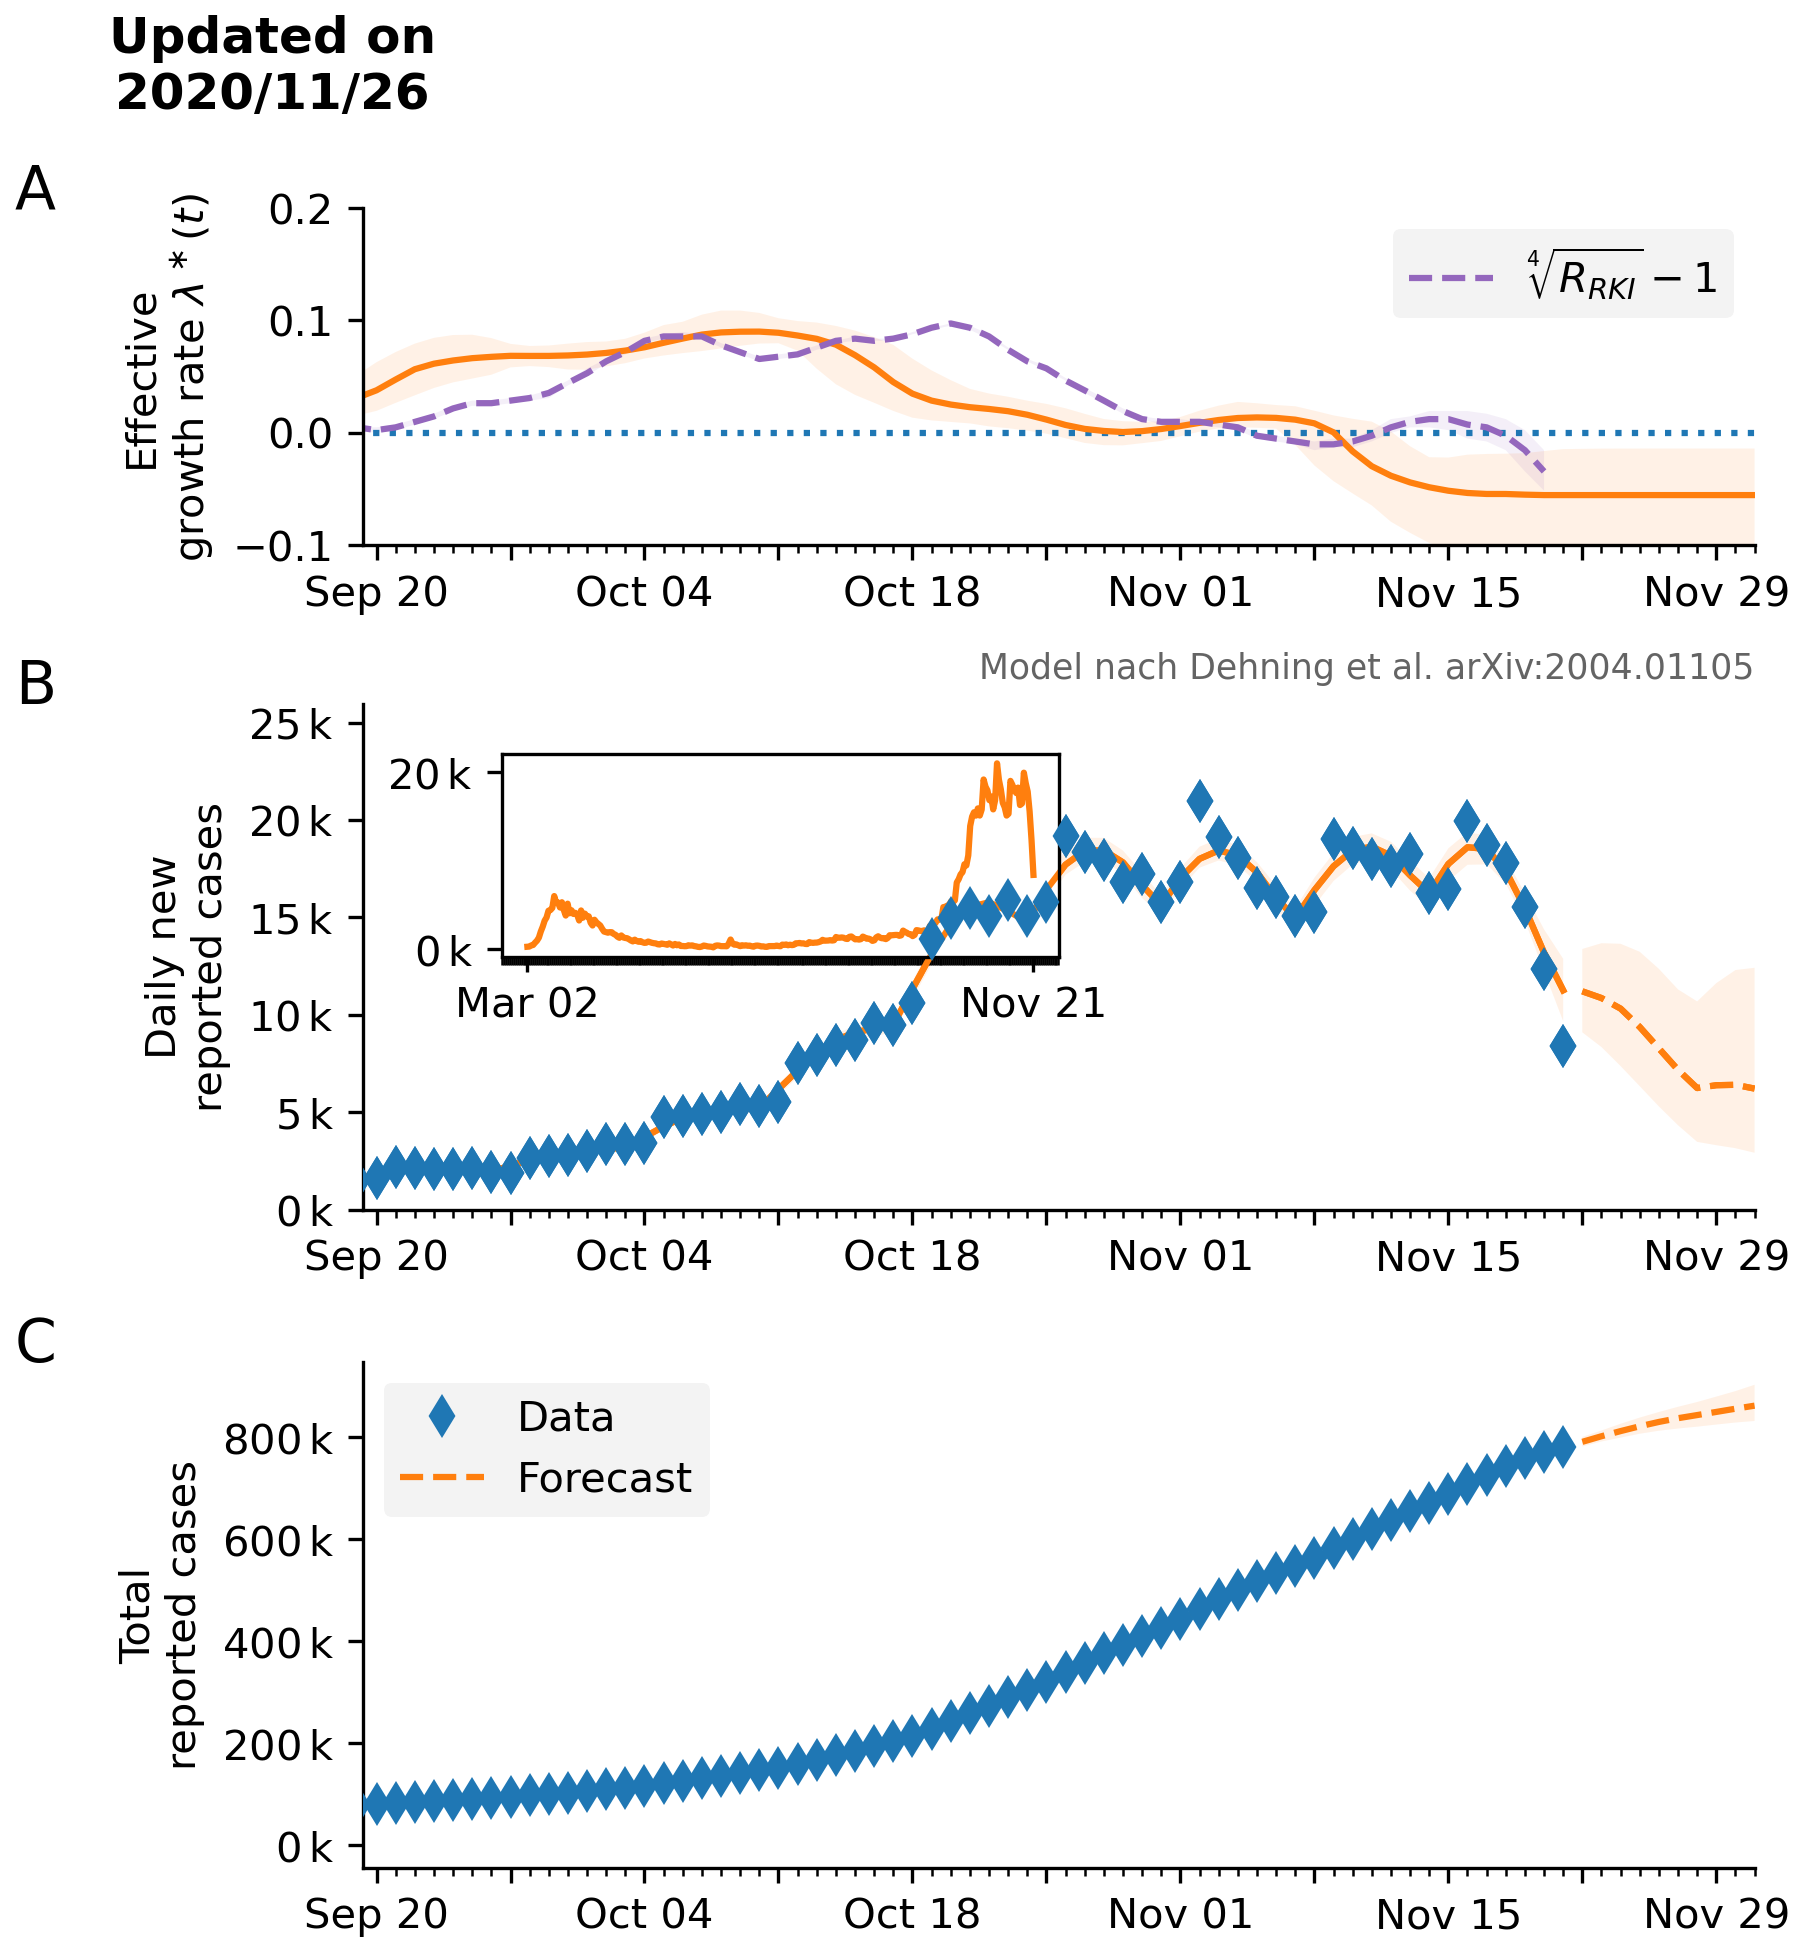 Updated on
2020/11/26
A
Effective
growth rate λ * (t)
0.2
0.1
0.0
−0.1
∜R_RKI − 1
Sep 20 Oct 04 Oct 18 Nov 01 Nov 15 Nov 29
B
Model nach Dehning et al. arXiv:2004.01105
Daily new
reported cases
25 k
20 k
15 k
10 k
5 k
0 k
20 k
0 k
Mar 02 Nov 21
Sep 20 Oct 04 Oct 18 Nov 01 Nov 15 Nov 29
C
Total
reported cases
800 k
600 k
400 k
200 k
0 k
Data
Forecast
Sep 20 Oct 04 Oct 18 Nov 01 Nov 15 Nov 29